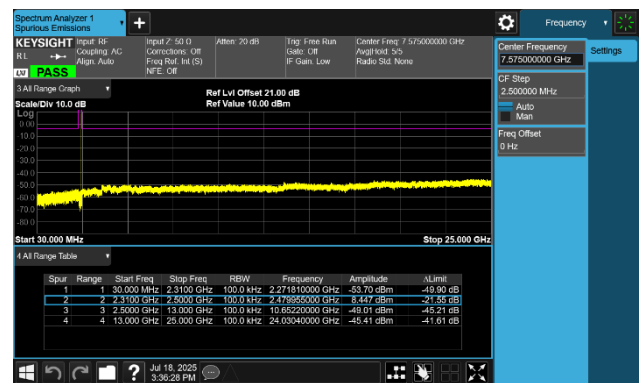 Spectrum Analyzer 1
Spurious Emissions
+
Frequency
KEYSIGHT
Input: RF
Input Z: 50 Ω
Atten: 20 dB
Trig: Free Run
Center Freq: 7.575000000 GHz
R L
Coupling: AC
Corrections: Off
Gate: Off
Avg|Hold: 5/5
Align: Auto
Freq Ref: Int (S)
IF Gain: Low
Radio Std: None
NFE: Off
LXI
PASS
Center Frequency
7.575000000 GHz
Settings
CF Step
2.500000 MHz
Auto
Man
Freq Offset
0 Hz
3 All Range Graph
Ref Lvl Offset 21.00 dB
Scale/Div 10.0 dB
Ref Value 10.00 dBm
Log
0.00
-10.0
-20.0
-30.0
-40.0
-50.0
-60.0
-70.0
-80.0
Start 30.000 MHz
Stop 25.000 GHz
4 All Range Table
Spur Range Start Freq Stop Freq RBW Frequency Amplitude ΔLimit
1 1 30.000 MHz 2.3100 GHz 100.0 kHz 2.271810000 GHz -53.70 dBm -49.90 dB
2 2 2.3100 GHz 2.5000 GHz 100.0 kHz 2.479955000 GHz 8.447 dBm -21.55 dB
3 3 2.5000 GHz 13.000 GHz 100.0 kHz 10.65220000 GHz -49.01 dBm -45.21 dB
4 4 13.000 GHz 25.000 GHz 100.0 kHz 24.03040000 GHz -45.41 dBm -41.61 dB
?
Jul 18, 2025
3:36:28 PM